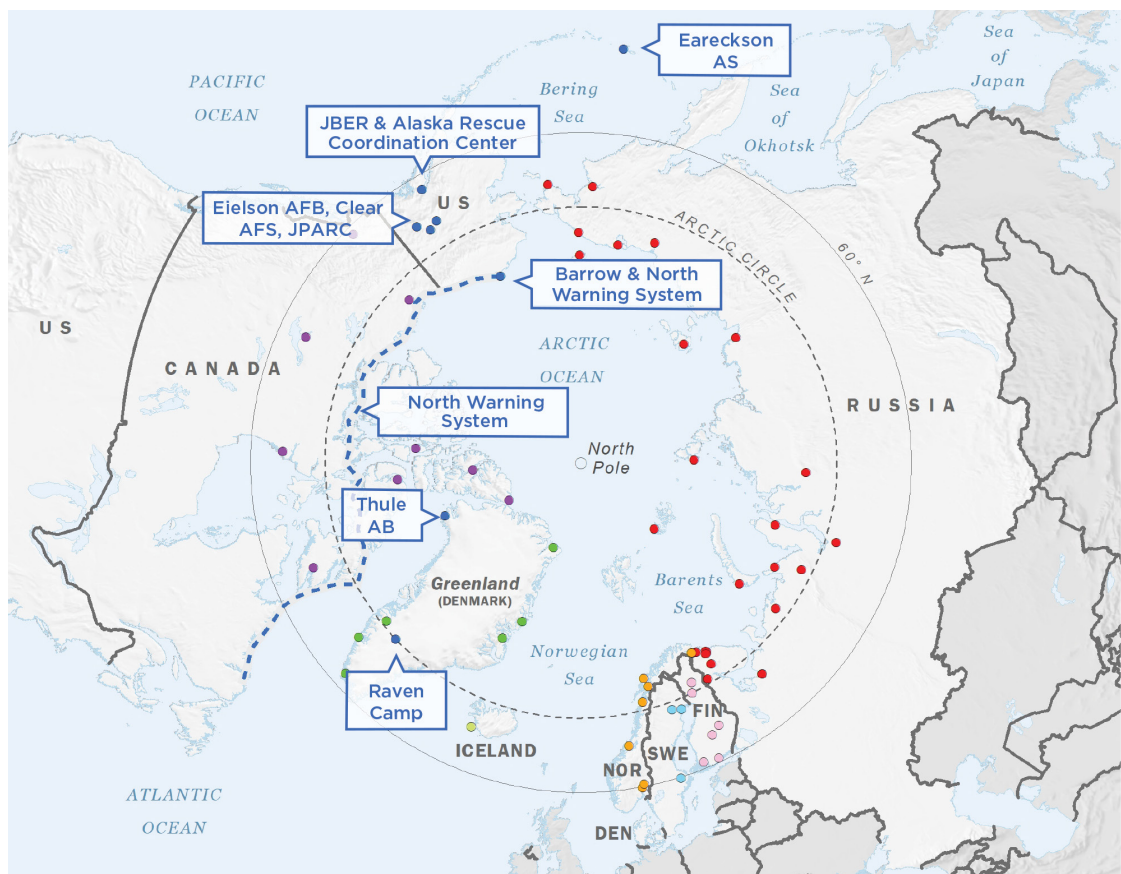 Eareckson
AS
Sea
of
Japan
PACIFIC
OCEAN
Bering
Sea
Sea
of
Okhotsk
JBER & Alaska Rescue
Coordination Center
Eielson AFB, Clear
AFS, JPARC
US
ARCTIC CIRCLE
60° N
Barrow & North
Warning System
US
CANADA
ARCTIC
OCEAN
RUSSIA
North Warning
System
North
Pole
Thule
AB
Greenland
(DENMARK)
Barents
Sea
Norwegian
Sea
Raven
Camp
ICELAND
FIN
SWE
NOR
DEN
ATLANTIC
OCEAN